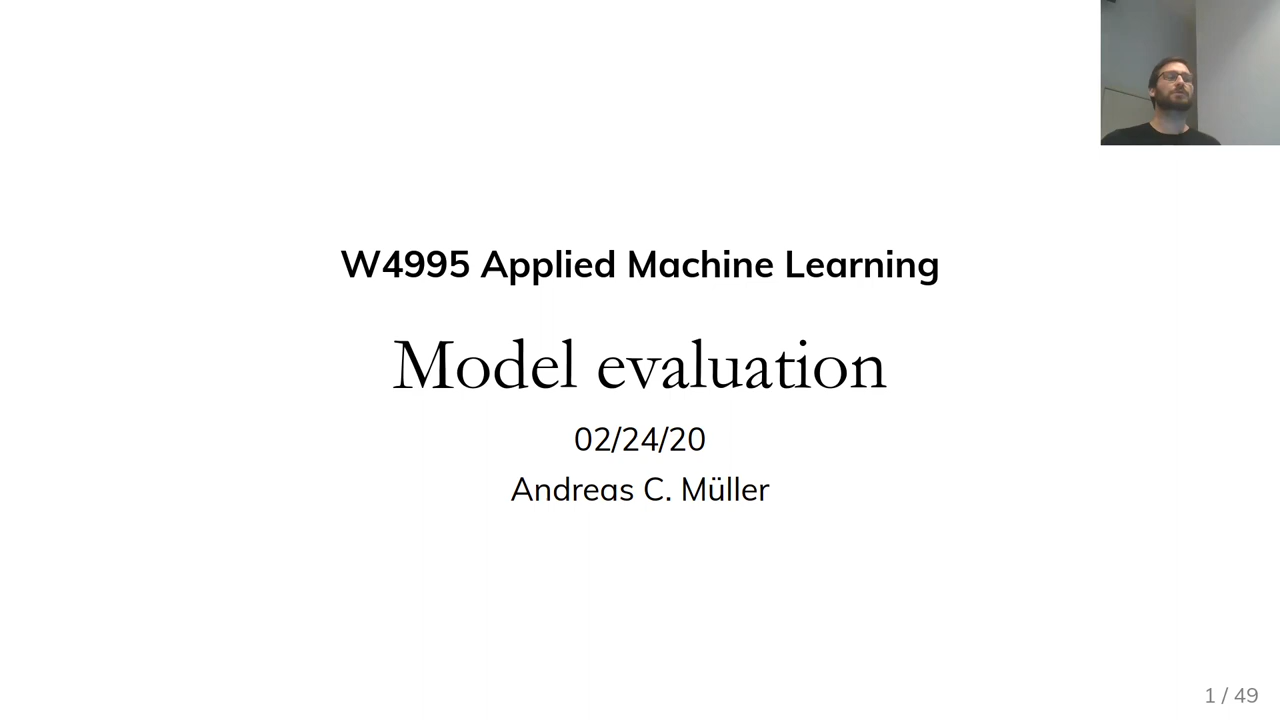 W4995 Applied Machine Learning
Model evaluation
02/24/20
Andreas C. Müller
1 / 49